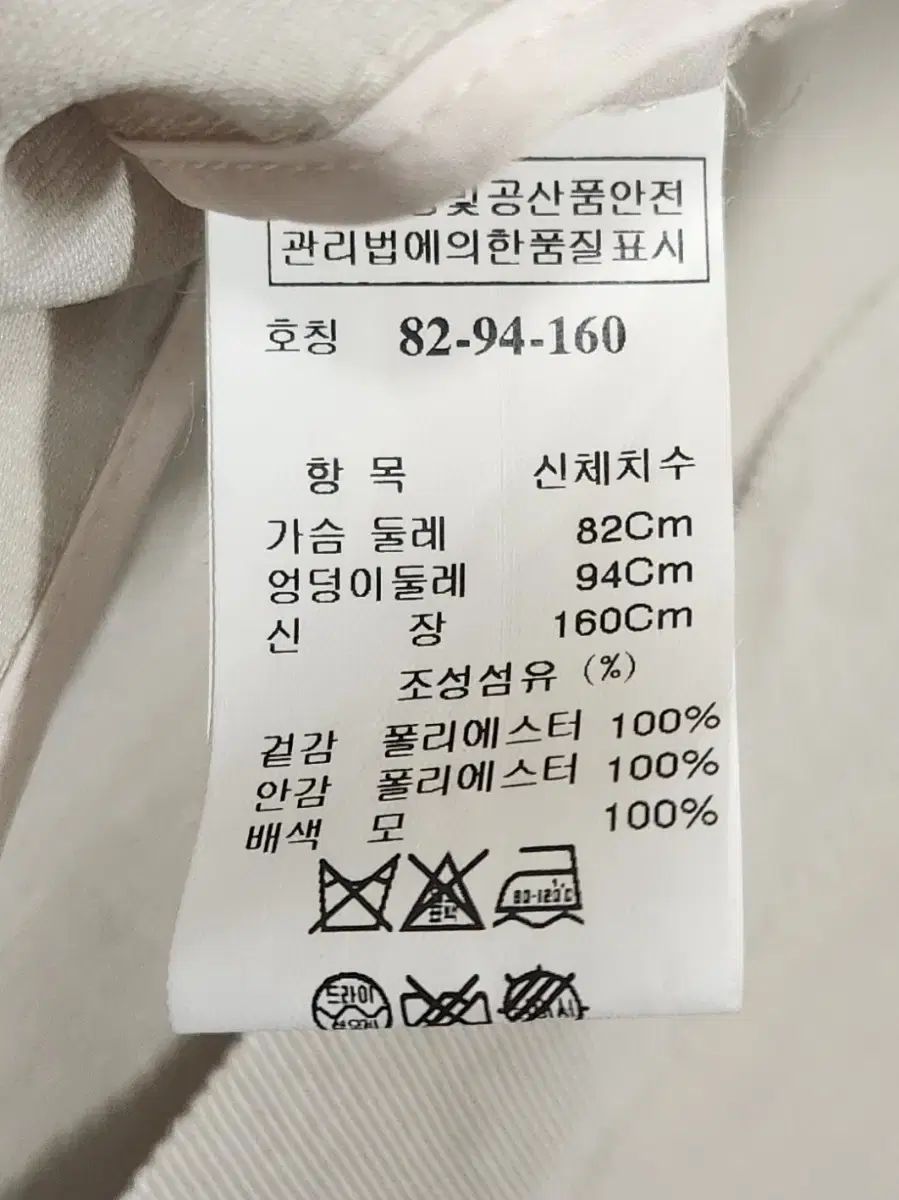 및공산품안전
관리법에의한품질표시
호칭 82-94-160
항 목 신체치수
가슴 둘레 82Cm
엉덩이둘레 94Cm
신 장 160Cm
조성섬유 (%)
겉감 폴리에스터 100%
안감 폴리에스터 100%
배색 모 100%
80-120°C
드라이